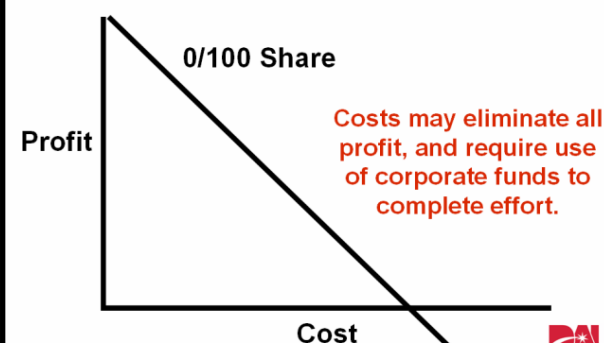 0/100 Share
Costs may eliminate all
profit, and require use
of corporate funds to
complete effort.
Profit
Cost